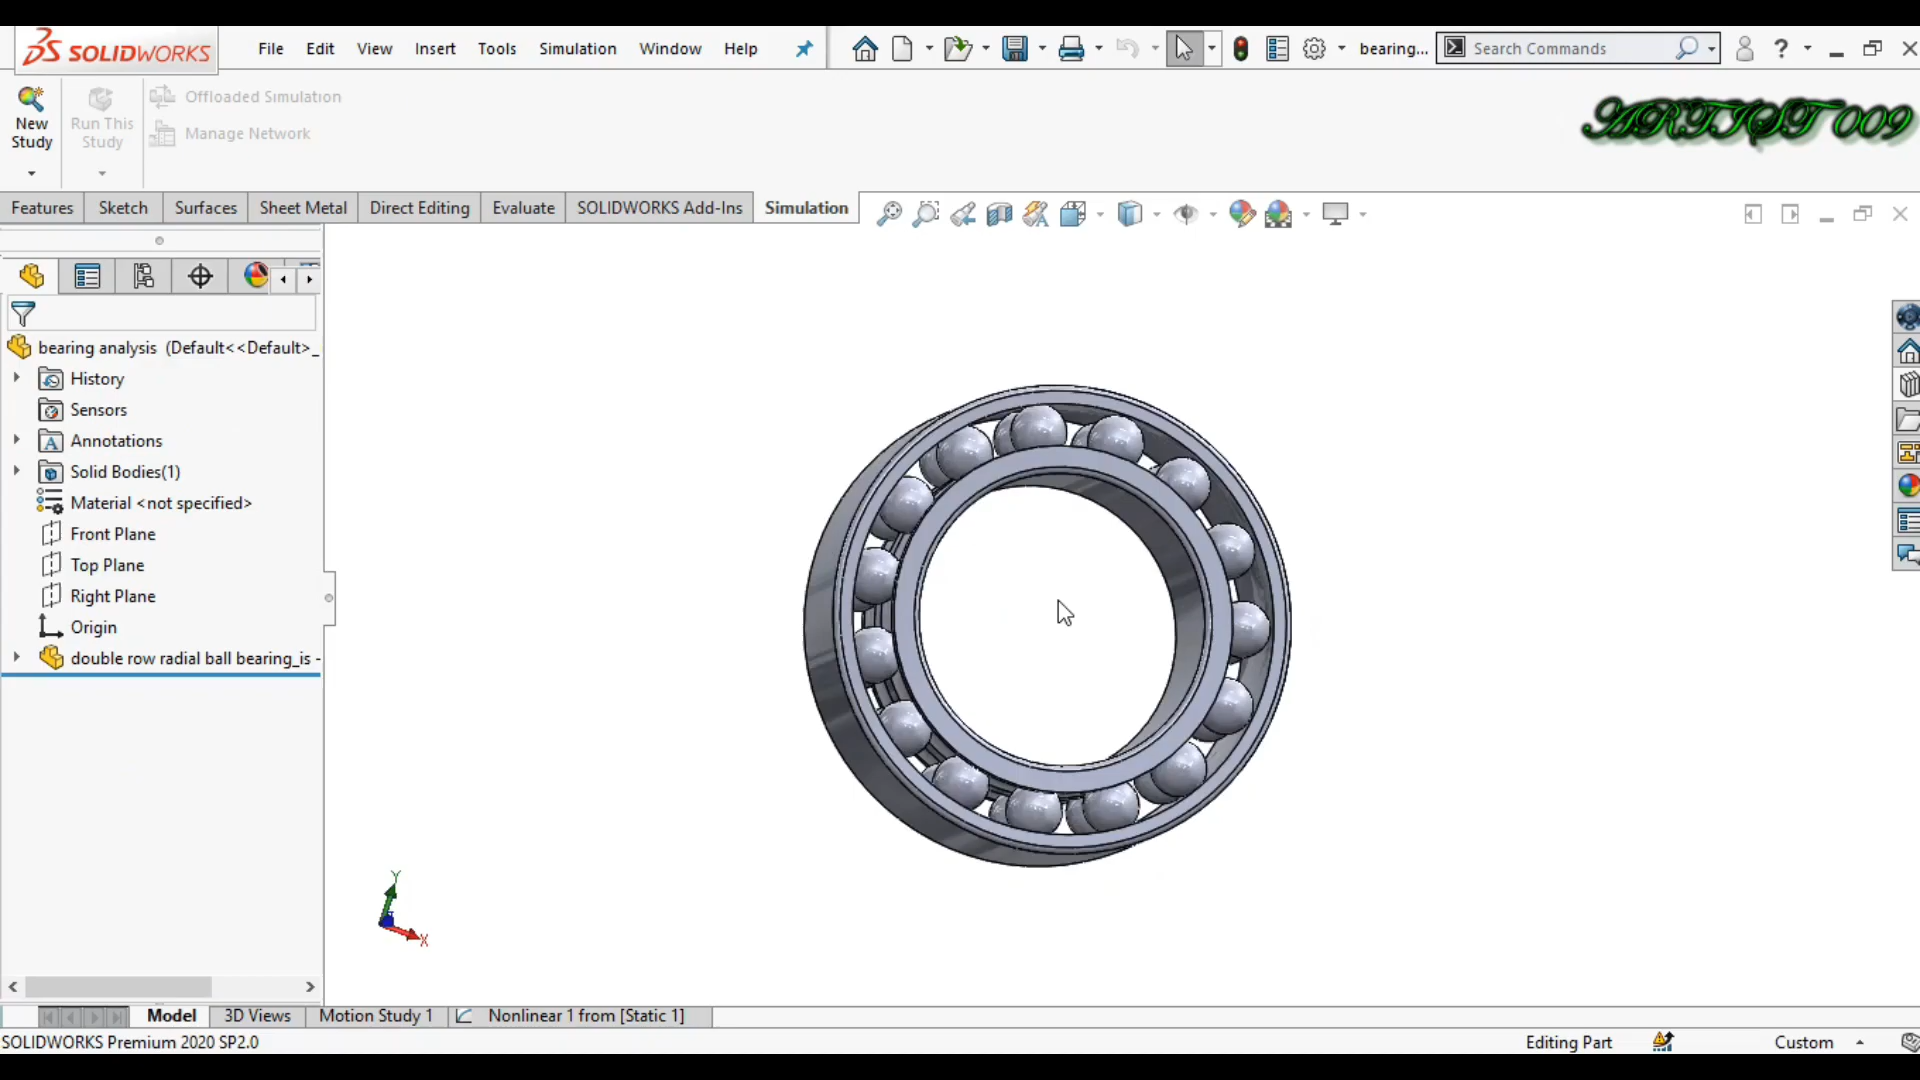 SOLIDWORKS
File Edit View Insert Tools Simulation Window Help
bearing...
Search Commands
New Study
Run This Study
Offloaded Simulation
Manage Network
ARTIST 009
Features Sketch Surfaces Sheet Metal Direct Editing Evaluate SOLIDWORKS Add-Ins Simulation
bearing analysis (Default<<Default>_
History
Sensors
Annotations
Solid Bodies(1)
Material <not specified>
Front Plane
Top Plane
Right Plane
Origin
double row radial ball bearing_is -
Y
X
Model 3D Views Motion Study 1 Nonlinear 1 from [Static 1]
SOLIDWORKS Premium 2020 SP2.0
Editing Part
Custom